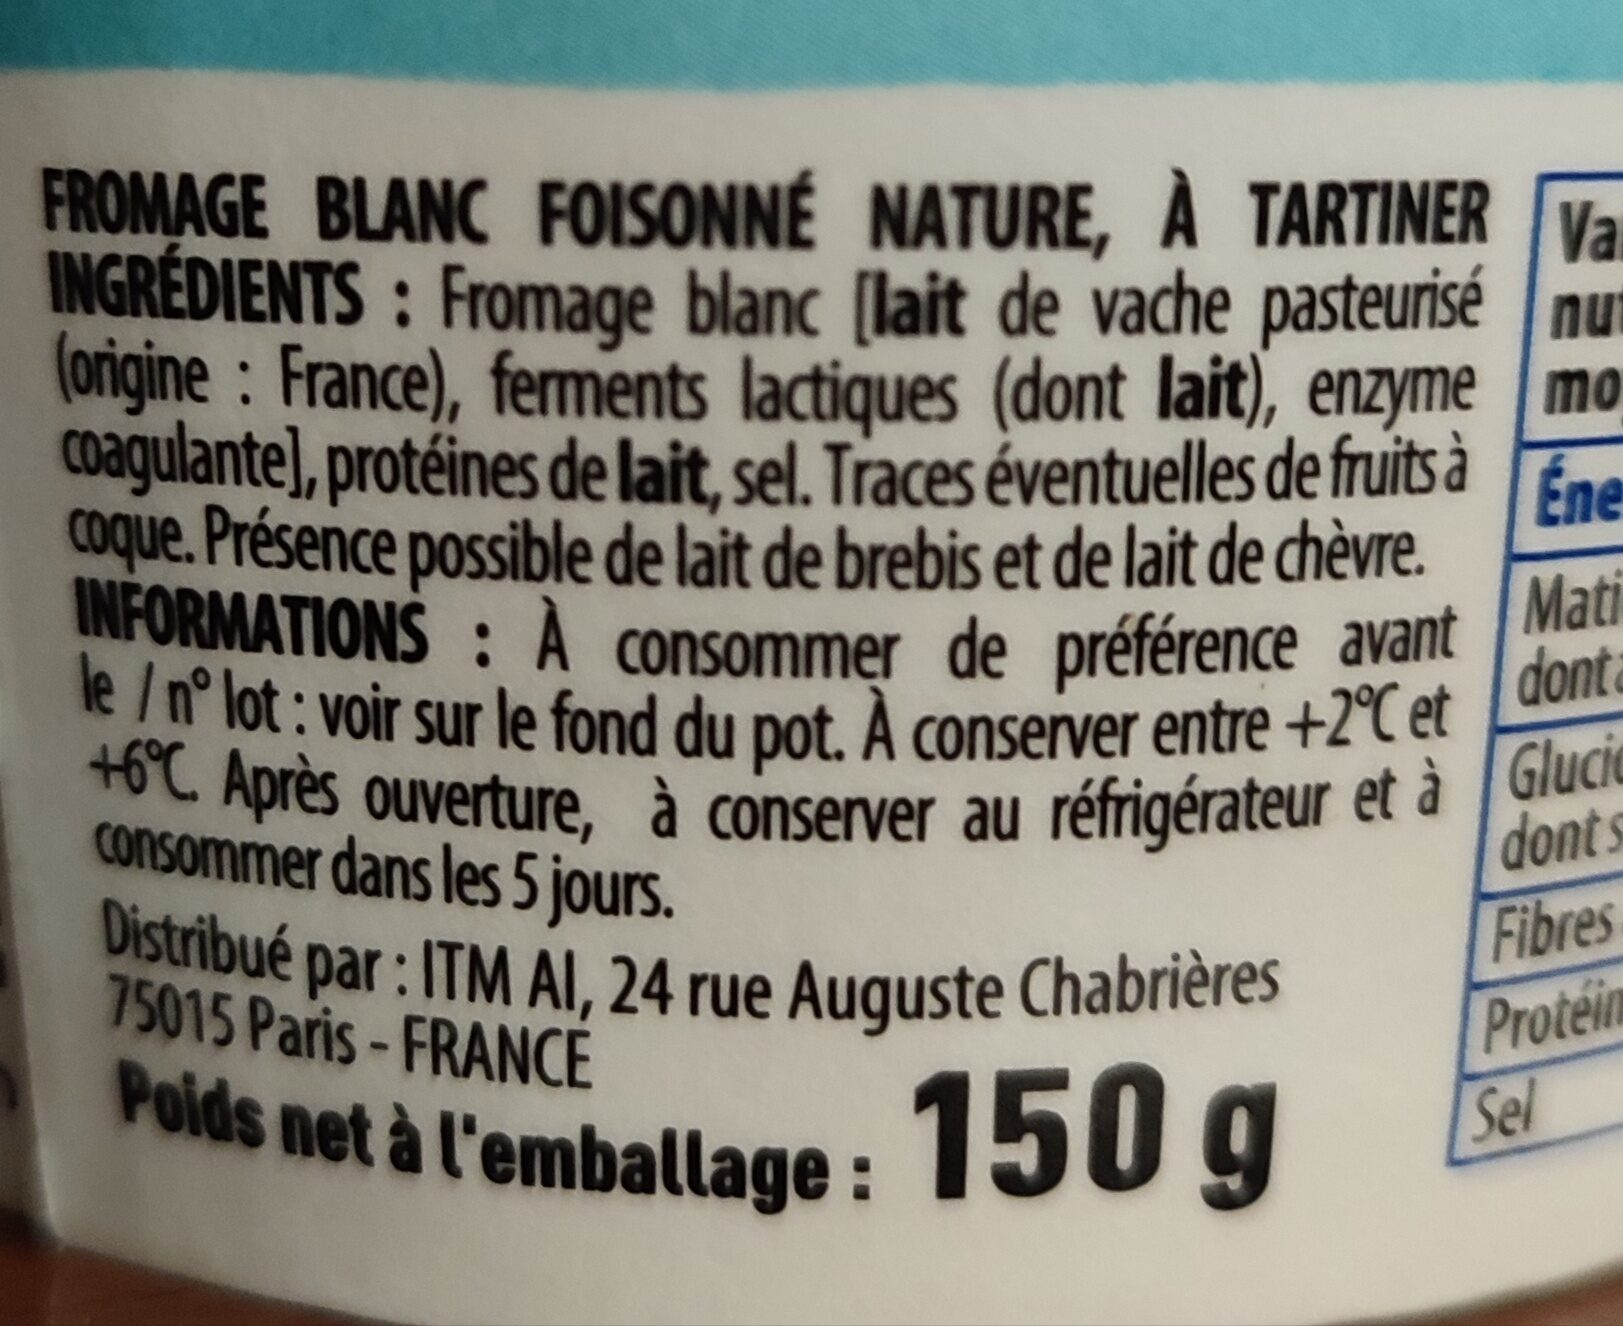 FROMAGE BLANC FOISONNÉ NATURE, À TARTINER
INGRÉDIENTS : Fromage blanc [lait de vache pasteurisé
(origine : France), ferments lactiques (dont lait), enzyme
coagulante], protéines de lait, sel. Traces éventuelles de fruits à
coque. Présence possible de lait de brebis et de lait de chèvre.
INFORMATIONS : À consommer de préférence avant
le / n° lot : voir sur le fond du pot. À conserver entre +2°C et
+6°C. Après ouverture, à conserver au réfrigérateur et à
consommer dans les 5 jours.
Distribué par : ITM AI, 24 rue Auguste Chabrières
75015 Paris - FRANCE
Poids net à l'emballage : 150 g
dont
Fibres
Sel